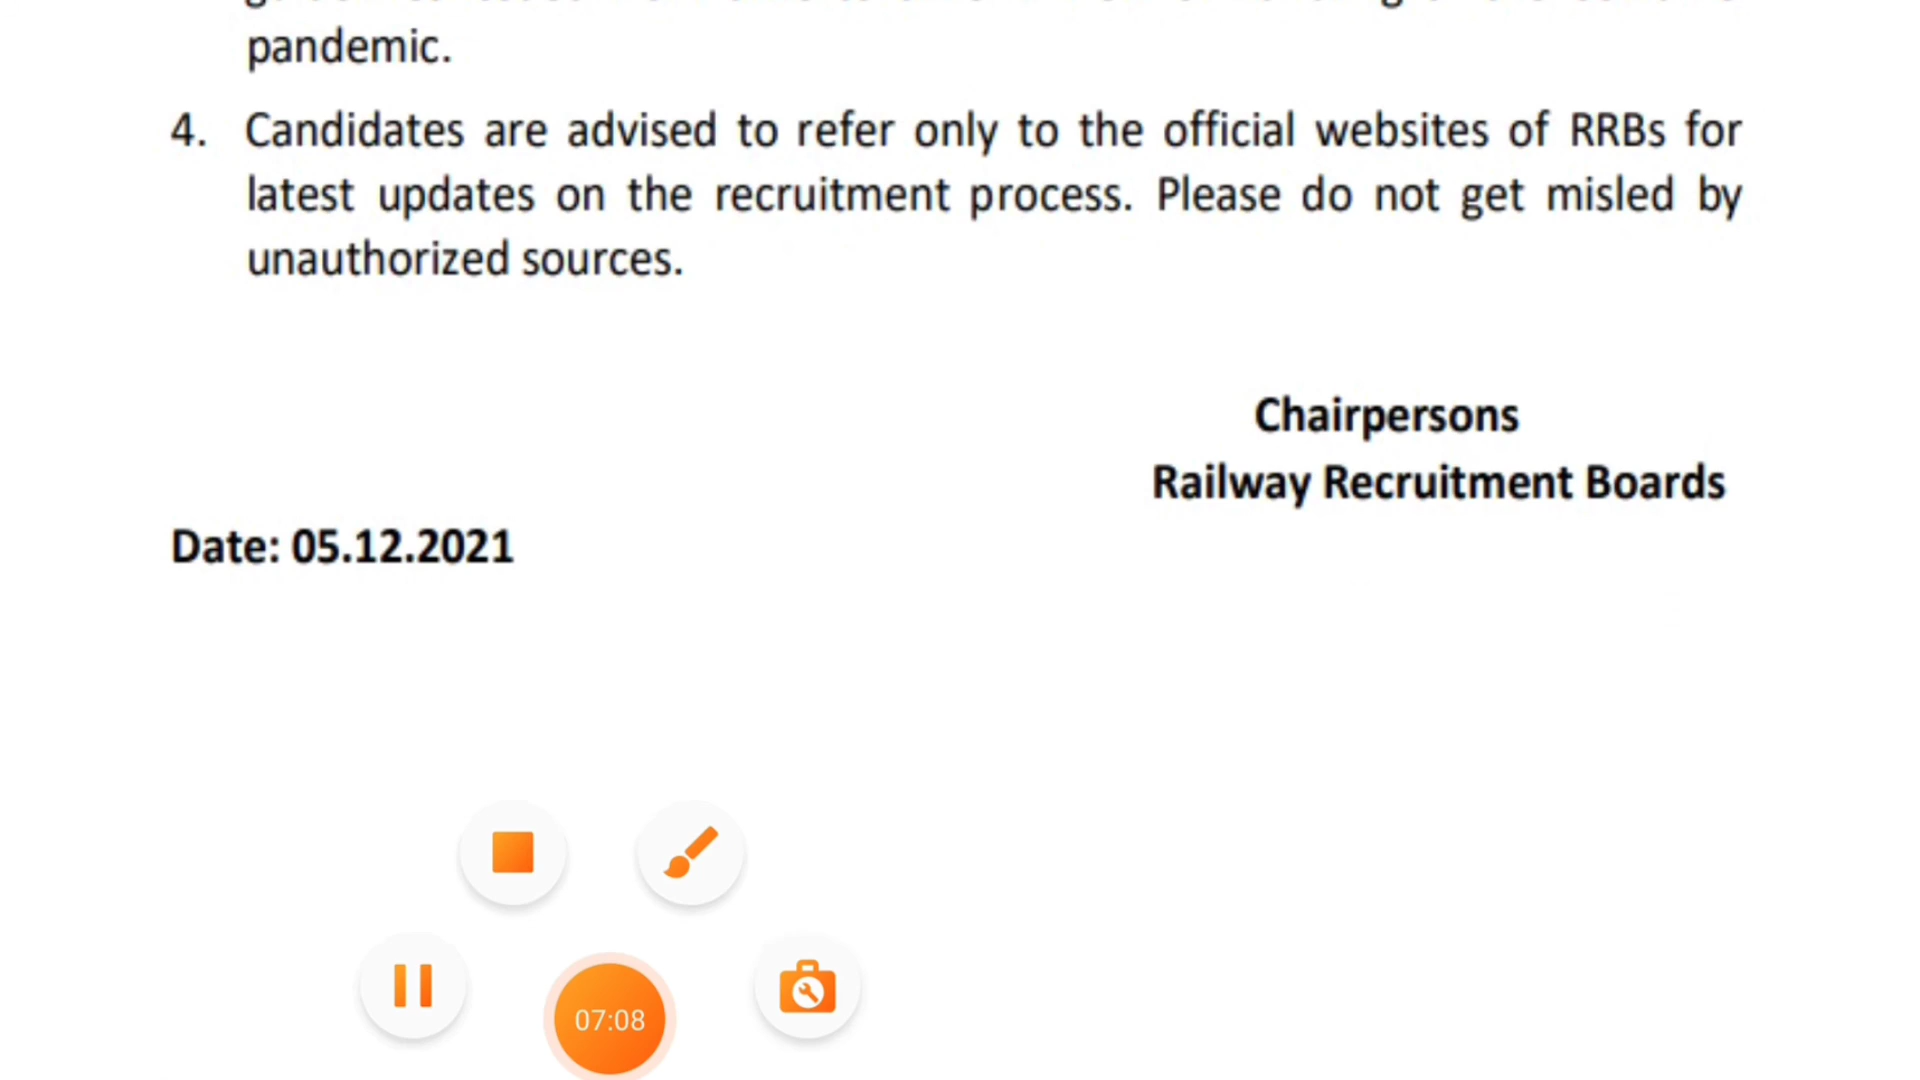 pandemic.
4. Candidates are advised to refer only to the official websites of RRBs for
latest updates on the recruitment process. Please do not get misled by
unauthorized sources.
Chairpersons
Railway Recruitment Boards
Date: 05.12.2021
07:08